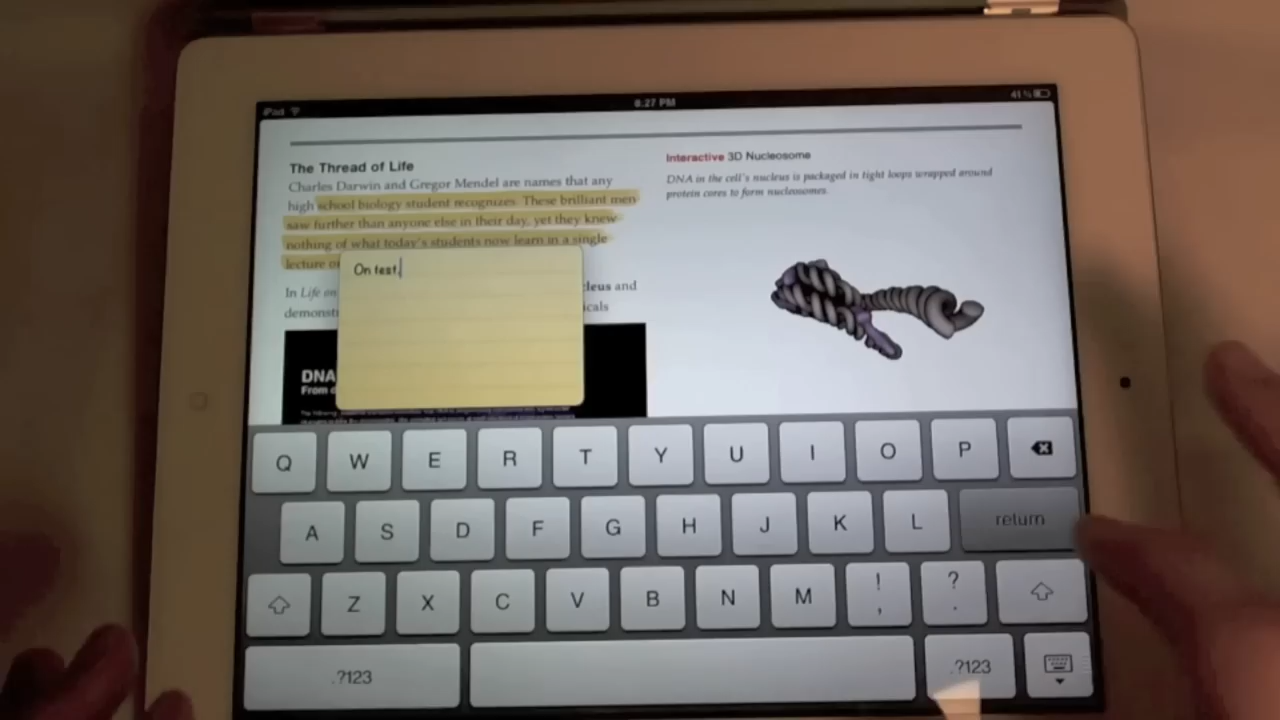 iPad
8:27 PM
41%
The Thread of Life
Charles Darwin and Gregor Mendel are names that any
high school biology student recognizes. These brilliant men
saw further than anyone else in their day, yet they knew
nothing of what today's students now learn in a single
lecture
In Life on
leus and
demonst
icals
On test.
DNA
From
Interactive 3D Nucleosome
DNA in the cell's nucleus is packaged in tight loops wrapped around
protein cores to form nucleosomes.
Q W E R T Y U I O P
A S D F G H J K L return
Z X C V B N M ! , ? .
.?123 .?123